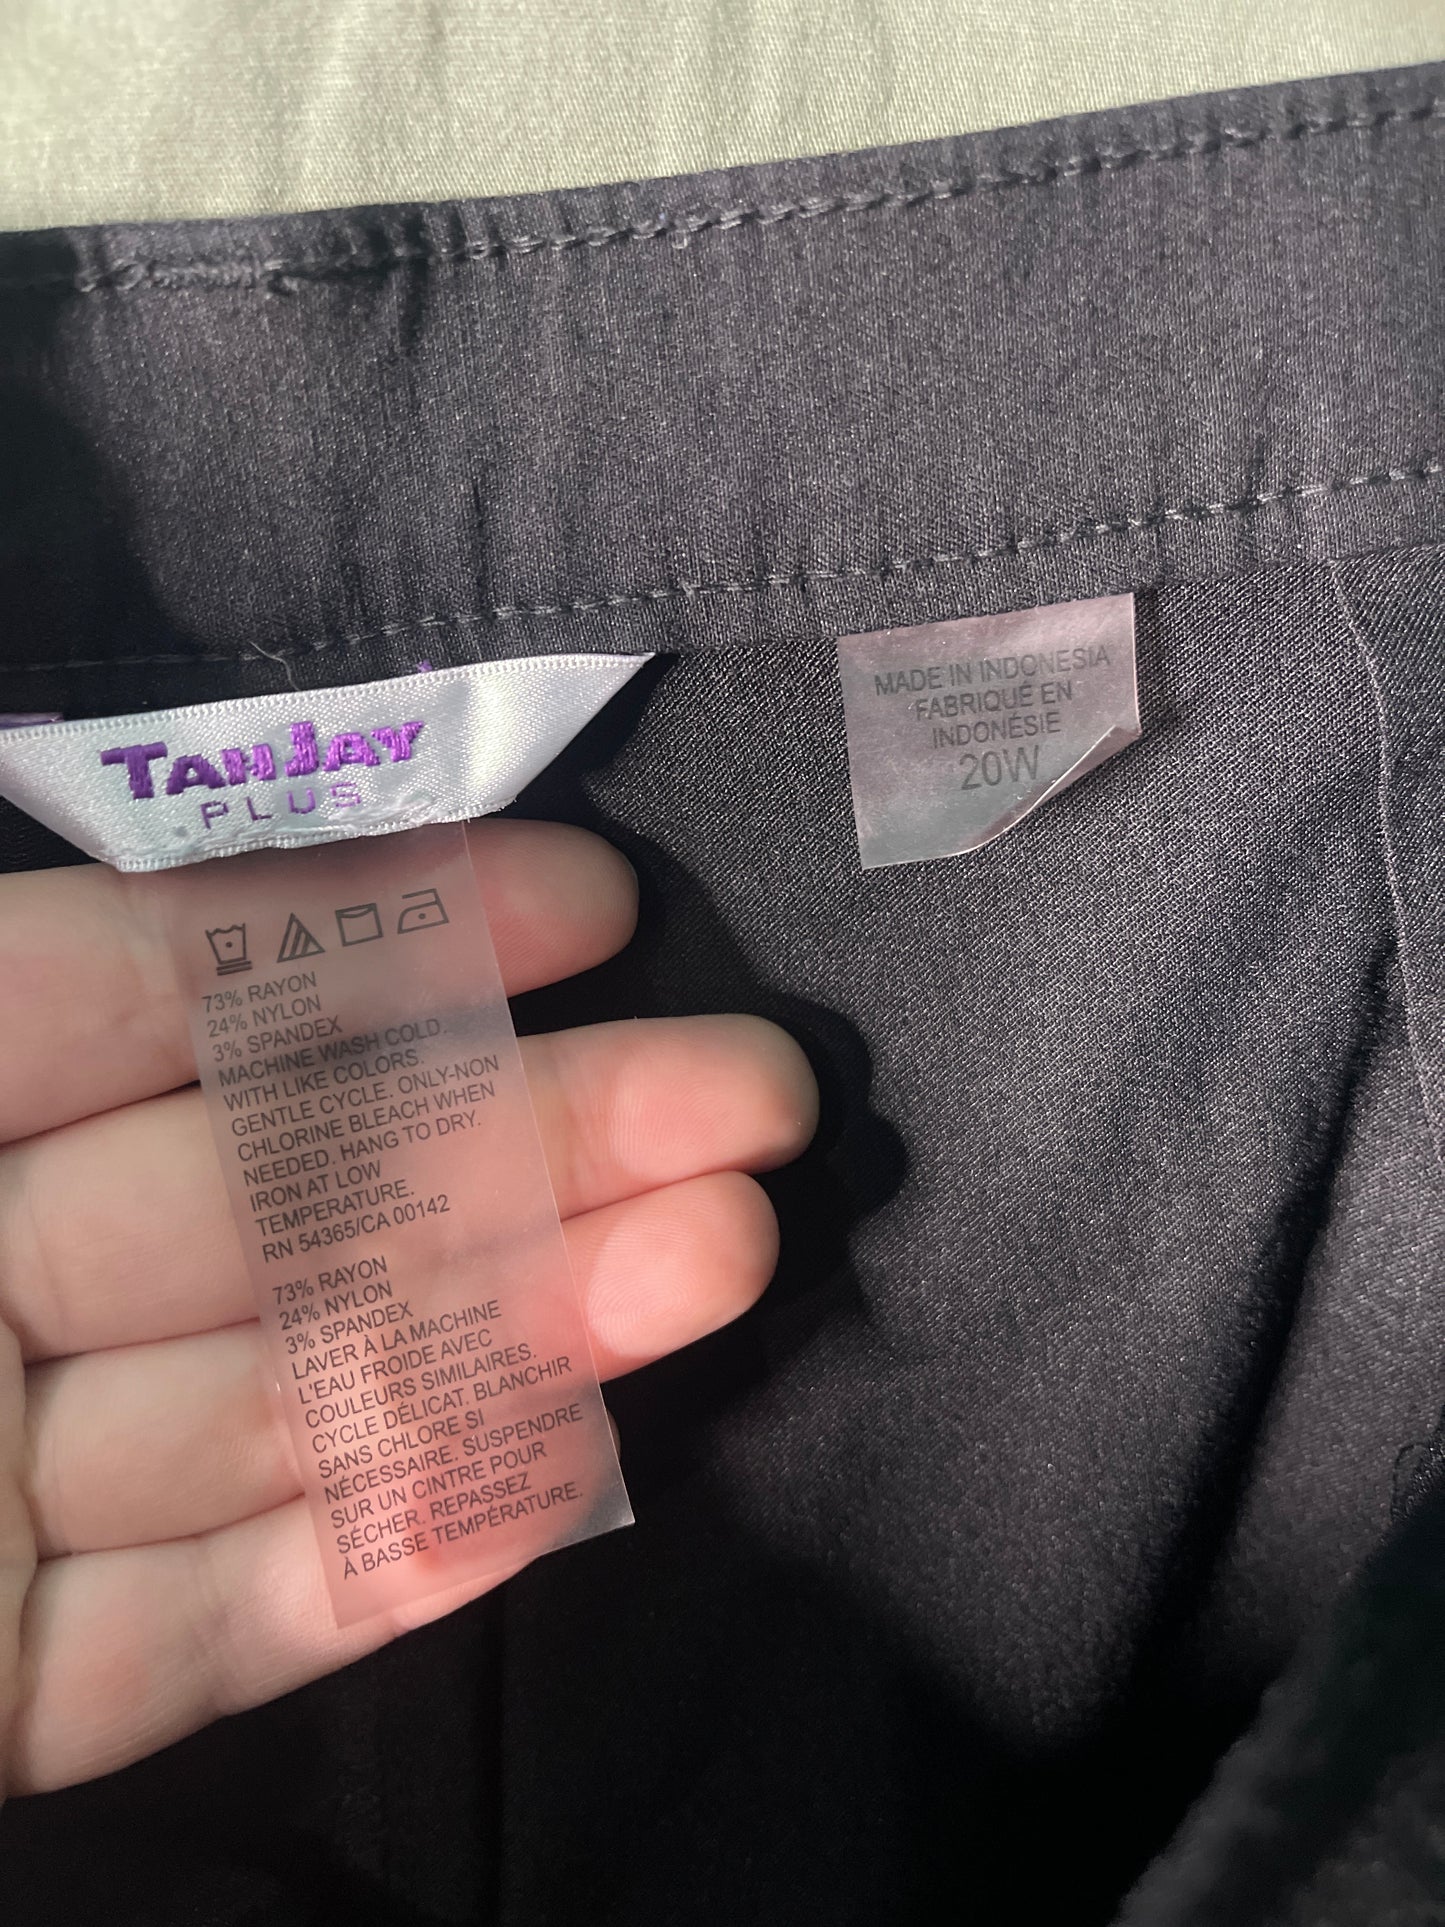 TANJAY
PLUS
MADE IN INDONESIA
FABRIQUÉ EN
INDONÉSIE
20W
73% RAYON
24% NYLON
3% SPANDEX
MACHINE WASH COLD.
WITH LIKE COLORS.
GENTLE CYCLE. ONLY-NON
CHLORINE BLEACH WHEN
NEEDED. HANG TO DRY.
IRON AT LOW
TEMPERATURE.
RN 54365/CA 00142
73% RAYON
24% NYLON
3% SPANDEX
LAVER À LA MACHINE
L'EAU FROIDE AVEC
COULEURS SIMILAIRES.
CYCLE DÉLICAT. BLANCHIR
SANS CHLORE SI
NÉCESSAIRE. SUSPENDRE
SUR UN CINTRE POUR
SÉCHER. REPASSEZ
À BASSE TEMPÉRATURE.